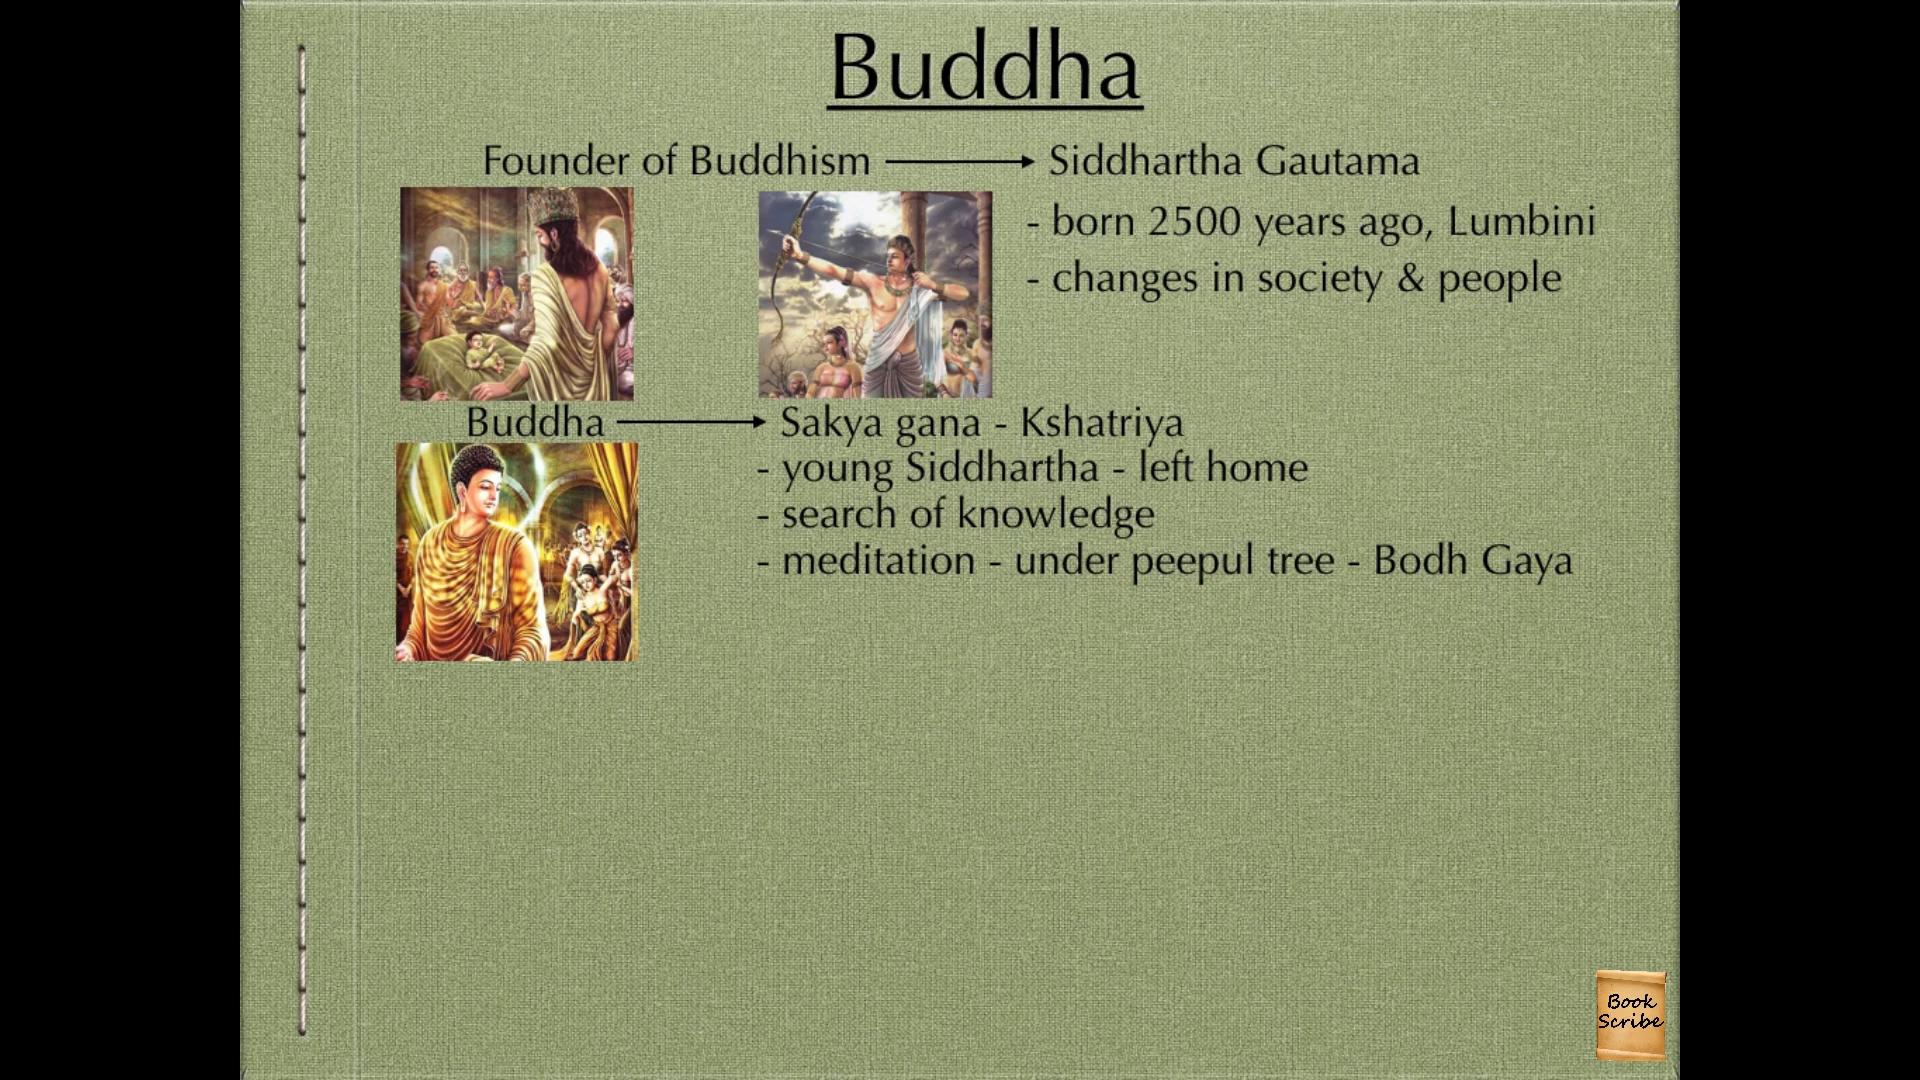 Buddha
Founder of Buddhism → Siddhartha Gautama
- born 2500 years ago, Lumbini
- changes in society & people
Buddha → Sakya gana - Kshatriya
- young Siddhartha - left home
- search of knowledge
- meditation - under peepul tree - Bodh Gaya
Book
Scribe